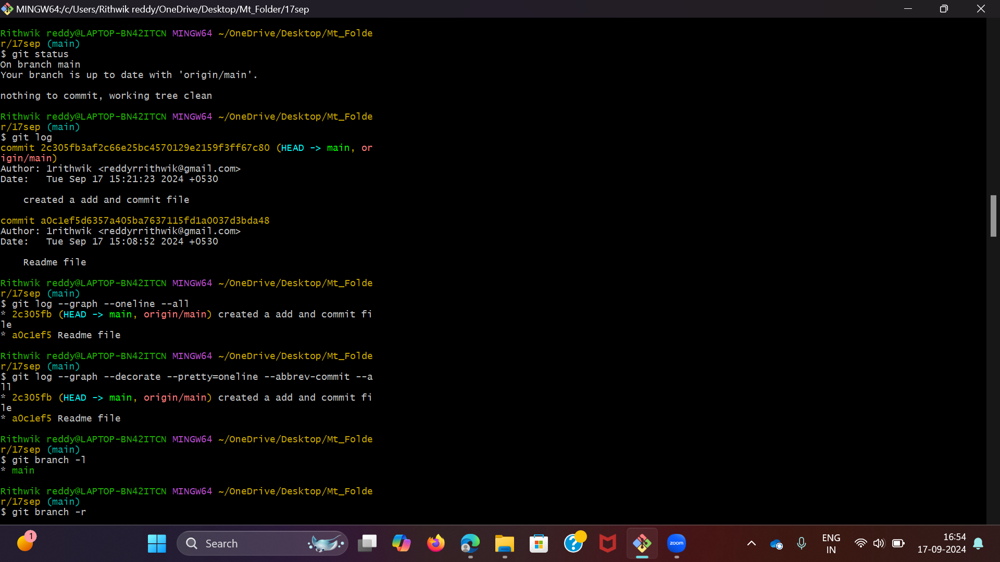 MINGW64:/c/Users/Rithwik reddy/OneDrive/Desktop/Mt_Folder/17sep
Rithwik reddy@LAPTOP-BN42ITCN MINGW64 ~/OneDrive/Desktop/Mt_Folde
r/17sep (main)
$ git status
On branch main
Your branch is up to date with 'origin/main'.
nothing to commit, working tree clean
Rithwik reddy@LAPTOP-BN42ITCN MINGW64 ~/OneDrive/Desktop/Mt_Folde
r/17sep (main)
$ git log
commit 2c305fb3af2c66e25bc4570129e2159f3ff67c80 (HEAD -> main, or
igin/main)
Author: 1rithwik <reddyrrithwik@gmail.com>
Date:   Tue Sep 17 15:21:23 2024 +0530
    created a add and commit file
commit a0c1ef5d6357a405ba7637115fd1a0037d3bda48
Author: 1rithwik <reddyrrithwik@gmail.com>
Date:   Tue Sep 17 15:08:52 2024 +0530
    Readme file
Rithwik reddy@LAPTOP-BN42ITCN MINGW64 ~/OneDrive/Desktop/Mt_Folde
r/17sep (main)
$ git log --graph --oneline --all
* 2c305fb (HEAD -> main, origin/main) created a add and commit fi
le
* a0c1ef5 Readme file
Rithwik reddy@LAPTOP-BN42ITCN MINGW64 ~/OneDrive/Desktop/Mt_Folde
r/17sep (main)
$ git log --graph --decorate --pretty=oneline --abbrev-commit --a
ll
* 2c305fb (HEAD -> main, origin/main) created a add and commit fi
le
* a0c1ef5 Readme file
Rithwik reddy@LAPTOP-BN42ITCN MINGW64 ~/OneDrive/Desktop/Mt_Folde
r/17sep (main)
$ git branch -l
* main
Rithwik reddy@LAPTOP-BN42ITCN MINGW64 ~/OneDrive/Desktop/Mt_Folde
r/17sep (main)
$ git branch -r
1
Search
zoom
ENG
IN
16:54
17-09-2024